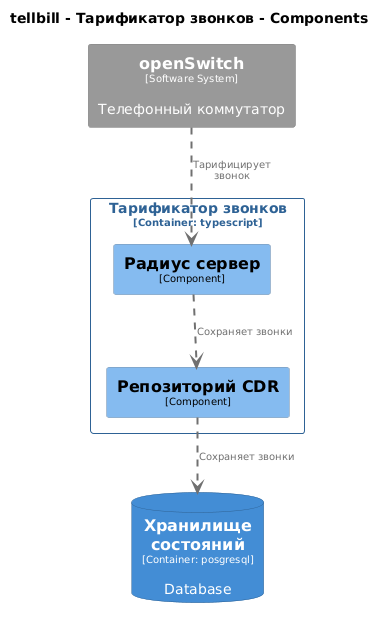 tellbill - Тарификатор звонков - Components
openSwitch
[Software System]
Телефонный коммутатор
Тарифицирует
звонок
Тарификатор звонков
[Container: typescript]
Радиус сервер
[Component]
Сохраняет звонки
Репозиторий CDR
[Component]
Сохраняет звонки
Хранилище
состояний
[Container: posgresql]
Database